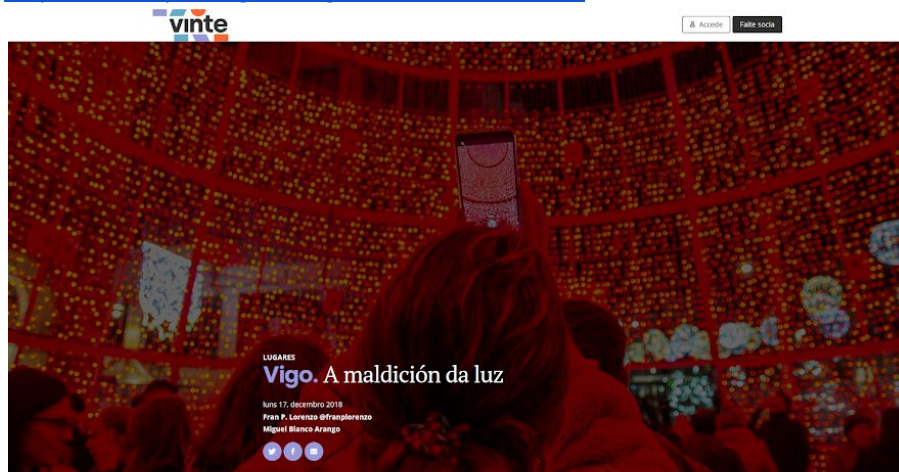 vinte
Accede
Faite socia
LUGARES
Vigo. A maldición da luz
luns 17, decembro 2018
Fran P. Lorenzo @franplorenzo
Miguel Blanco Arango